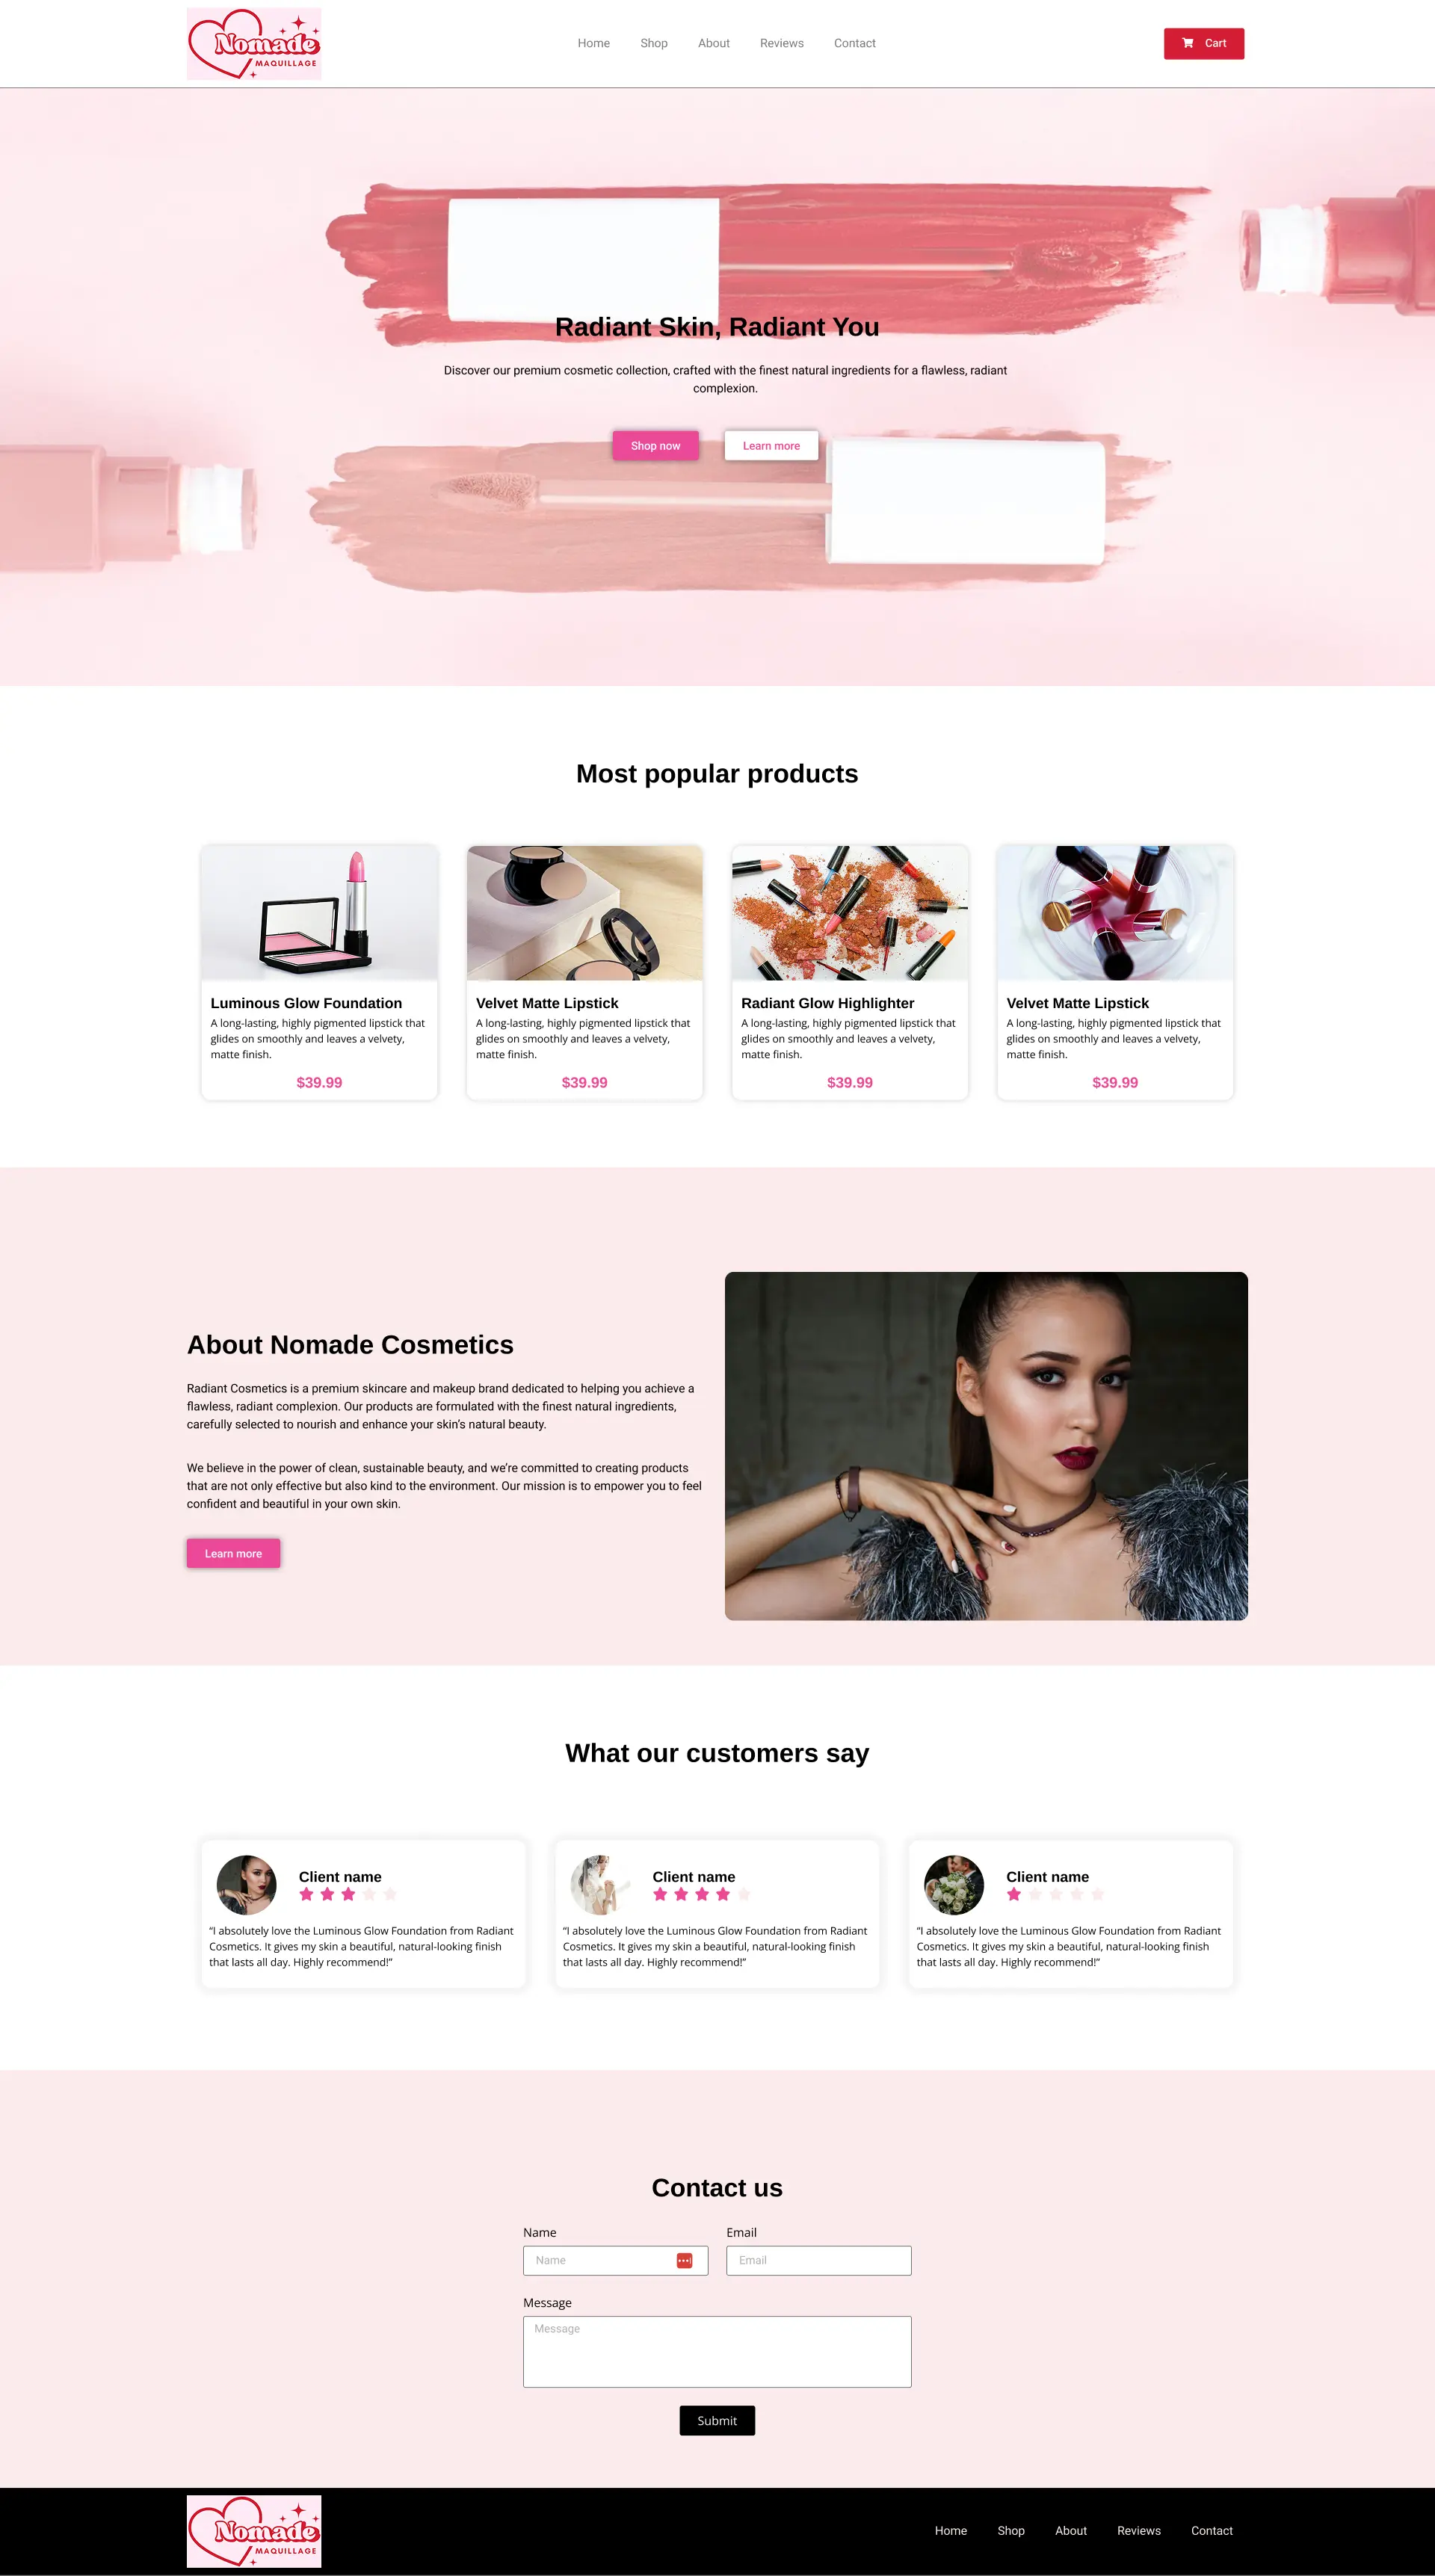 Nomade
MAQUILLAGE
Home Shop About Reviews Contact
Cart
Radiant Skin, Radiant You
Discover our premium cosmetic collection, crafted with the finest natural ingredients for a flawless, radiant
complexion.
Shop now
Learn more
Most popular products
Luminous Glow Foundation
A long-lasting, highly pigmented lipstick that
glides on smoothly and leaves a velvety,
matte finish.
$39.99
Velvet Matte Lipstick
A long-lasting, highly pigmented lipstick that
glides on smoothly and leaves a velvety,
matte finish.
$39.99
Radiant Glow Highlighter
A long-lasting, highly pigmented lipstick that
glides on smoothly and leaves a velvety,
matte finish.
$39.99
Velvet Matte Lipstick
A long-lasting, highly pigmented lipstick that
glides on smoothly and leaves a velvety,
matte finish.
$39.99
About Nomade Cosmetics
Radiant Cosmetics is a premium skincare and makeup brand dedicated to helping you achieve a
flawless, radiant complexion. Our products are formulated with the finest natural ingredients,
carefully selected to nourish and enhance your skin’s natural beauty.
We believe in the power of clean, sustainable beauty, and we’re committed to creating products
that are not only effective but also kind to the environment. Our mission is to empower you to feel
confident and beautiful in your own skin.
Learn more
What our customers say
Client name
“I absolutely love the Luminous Glow Foundation from Radiant
Cosmetics. It gives my skin a beautiful, natural-looking finish
that lasts all day. Highly recommend!”
Client name
“I absolutely love the Luminous Glow Foundation from Radiant
Cosmetics. It gives my skin a beautiful, natural-looking finish
that lasts all day. Highly recommend!”
Client name
“I absolutely love the Luminous Glow Foundation from Radiant
Cosmetics. It gives my skin a beautiful, natural-looking finish
that lasts all day. Highly recommend!”
Contact us
Name
Name
Email
Email
Message
Message
Submit
Nomade
MAQUILLAGE
Home Shop About Reviews Contact